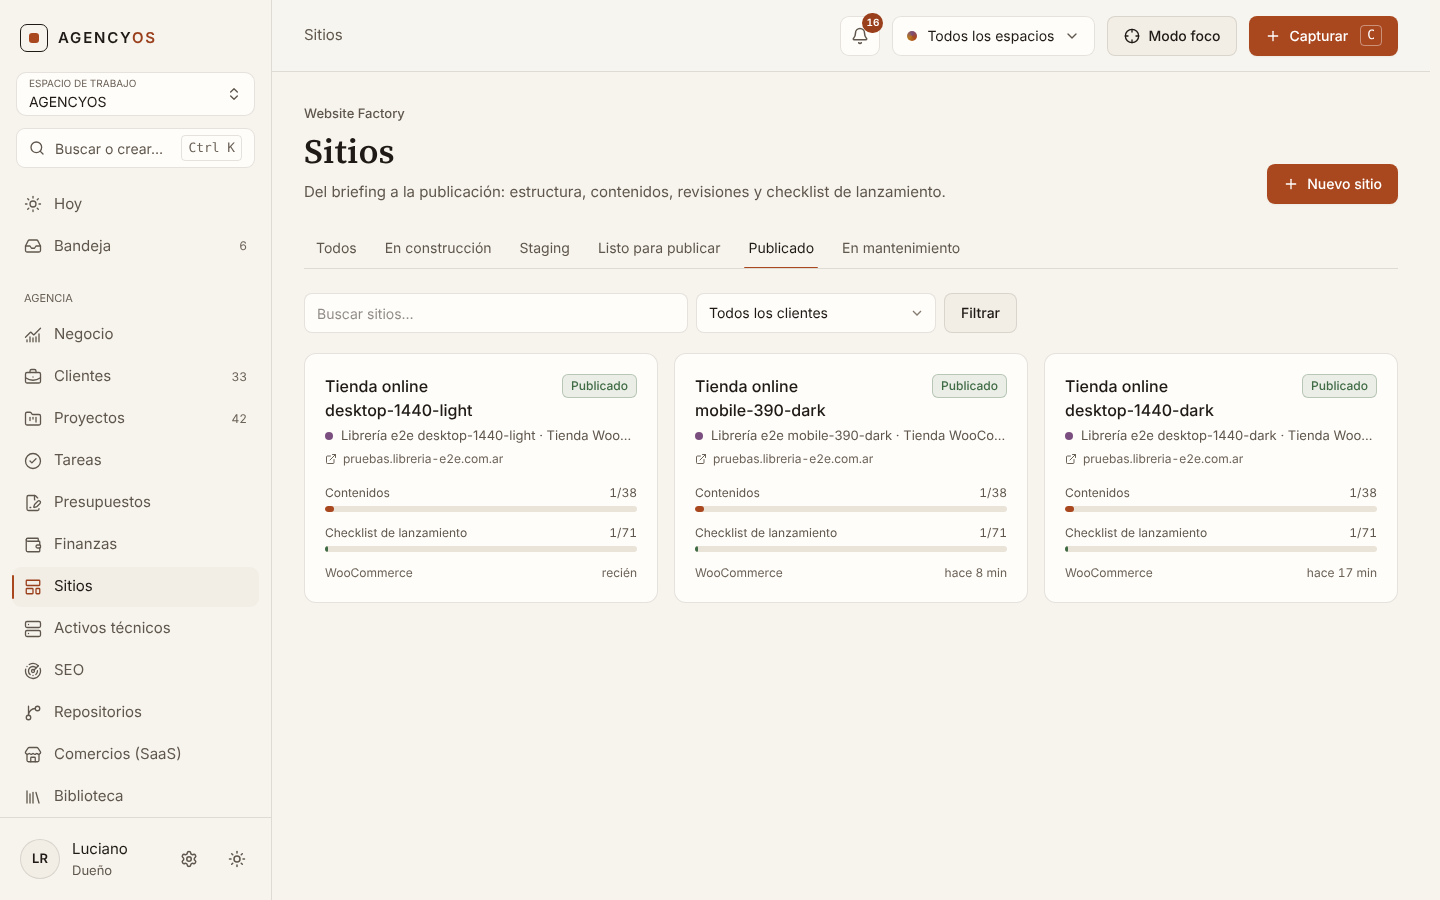 AGENCYOS
ESPACIO DE TRABAJO
AGENCYOS
Buscar o crear... Ctrl K
Hoy
Bandeja 6
AGENCIA
Negocio
Clientes 33
Proyectos 42
Tareas
Presupuestos
Finanzas
Sitios
Activos técnicos
SEO
Repositorios
Comercios (SaaS)
Biblioteca
LR
Luciano
Dueño
Sitios
16
Todos los espacios
Modo foco
Capturar C
Website Factory
Sitios
Del briefing a la publicación: estructura, contenidos, revisiones y checklist de lanzamiento.
Nuevo sitio
Todos En construcción Staging Listo para publicar Publicado En mantenimiento
Buscar sitios...
Todos los clientes
Filtrar
Tienda online
desktop-1440-light
Publicado
Librería e2e desktop-1440-light · Tienda Woo...
pruebas.libreria-e2e.com.ar
Contenidos 1/38
Checklist de lanzamiento 1/71
WooCommerce recién
Tienda online
mobile-390-dark
Publicado
Librería e2e mobile-390-dark · Tienda WooCo...
pruebas.libreria-e2e.com.ar
Contenidos 1/38
Checklist de lanzamiento 1/71
WooCommerce hace 8 min
Tienda online
desktop-1440-dark
Publicado
Librería e2e desktop-1440-dark · Tienda Woo...
pruebas.libreria-e2e.com.ar
Contenidos 1/38
Checklist de lanzamiento 1/71
WooCommerce hace 17 min